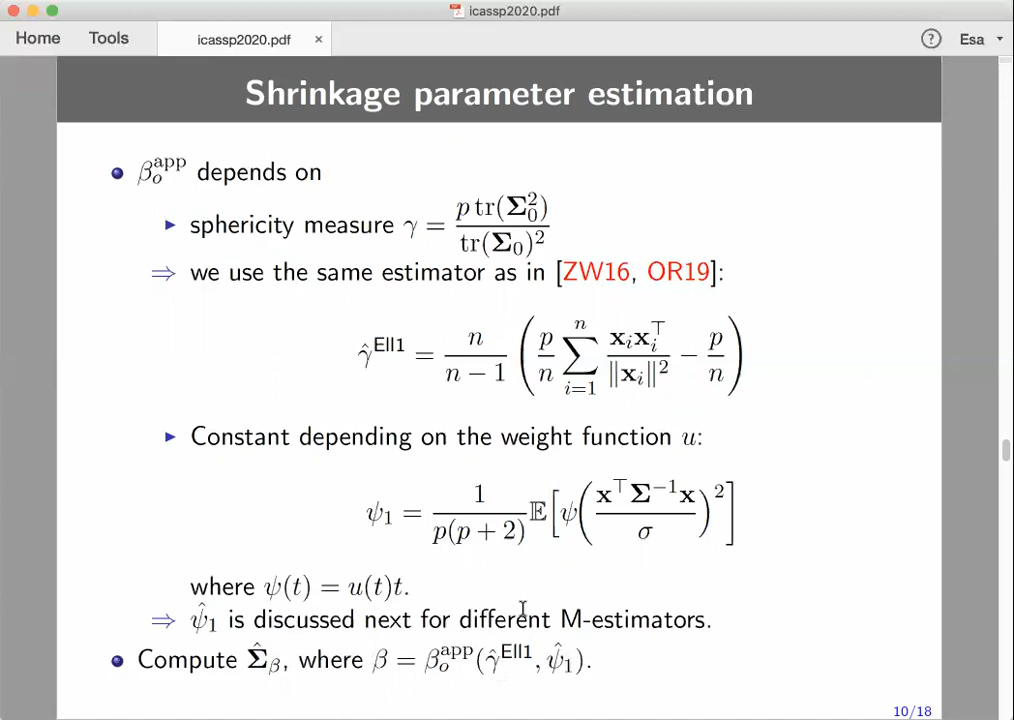 icassp2020.pdf
Home Tools icassp2020.pdf × ? Esa
Shrinkage parameter estimation
β_o^app depends on
sphericity measure γ = p tr(Σ_0^2) / tr(Σ_0)^2
⇒ we use the same estimator as in [ZW16, OR19]:
γ̂^Ell1 = n/(n − 1) ( p/n ∑_{i=1}^{n} x_i x_i^⊤ / ‖x_i‖^2 − p/n )
Constant depending on the weight function u:
ψ_1 = 1/(p(p + 2)) 𝔼[ ψ( x^⊤ Σ^{−1} x / σ )^2 ]
where ψ(t) = u(t)t.
⇒ ψ̂_1 is discussed next for different M-estimators.
Compute Σ̂_β, where β = β_o^app(γ̂^Ell1, ψ̂_1).
10/18